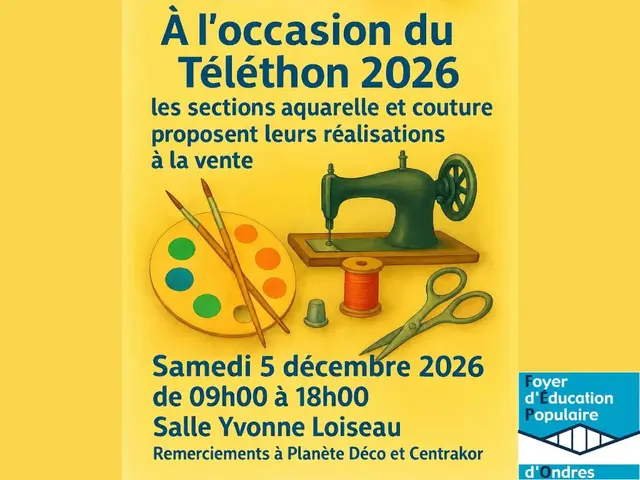 À l'occasion du
Téléthon 2026
les sections aquarelle et couture
proposent leurs réalisations
à la vente
Samedi 5 décembre 2026
de 09h00 à 18h00
Salle Yvonne Loiseau
Remerciements à Planète Déco et Centrakor
Foyer
d'Éducation
Populaire
d'Ondres